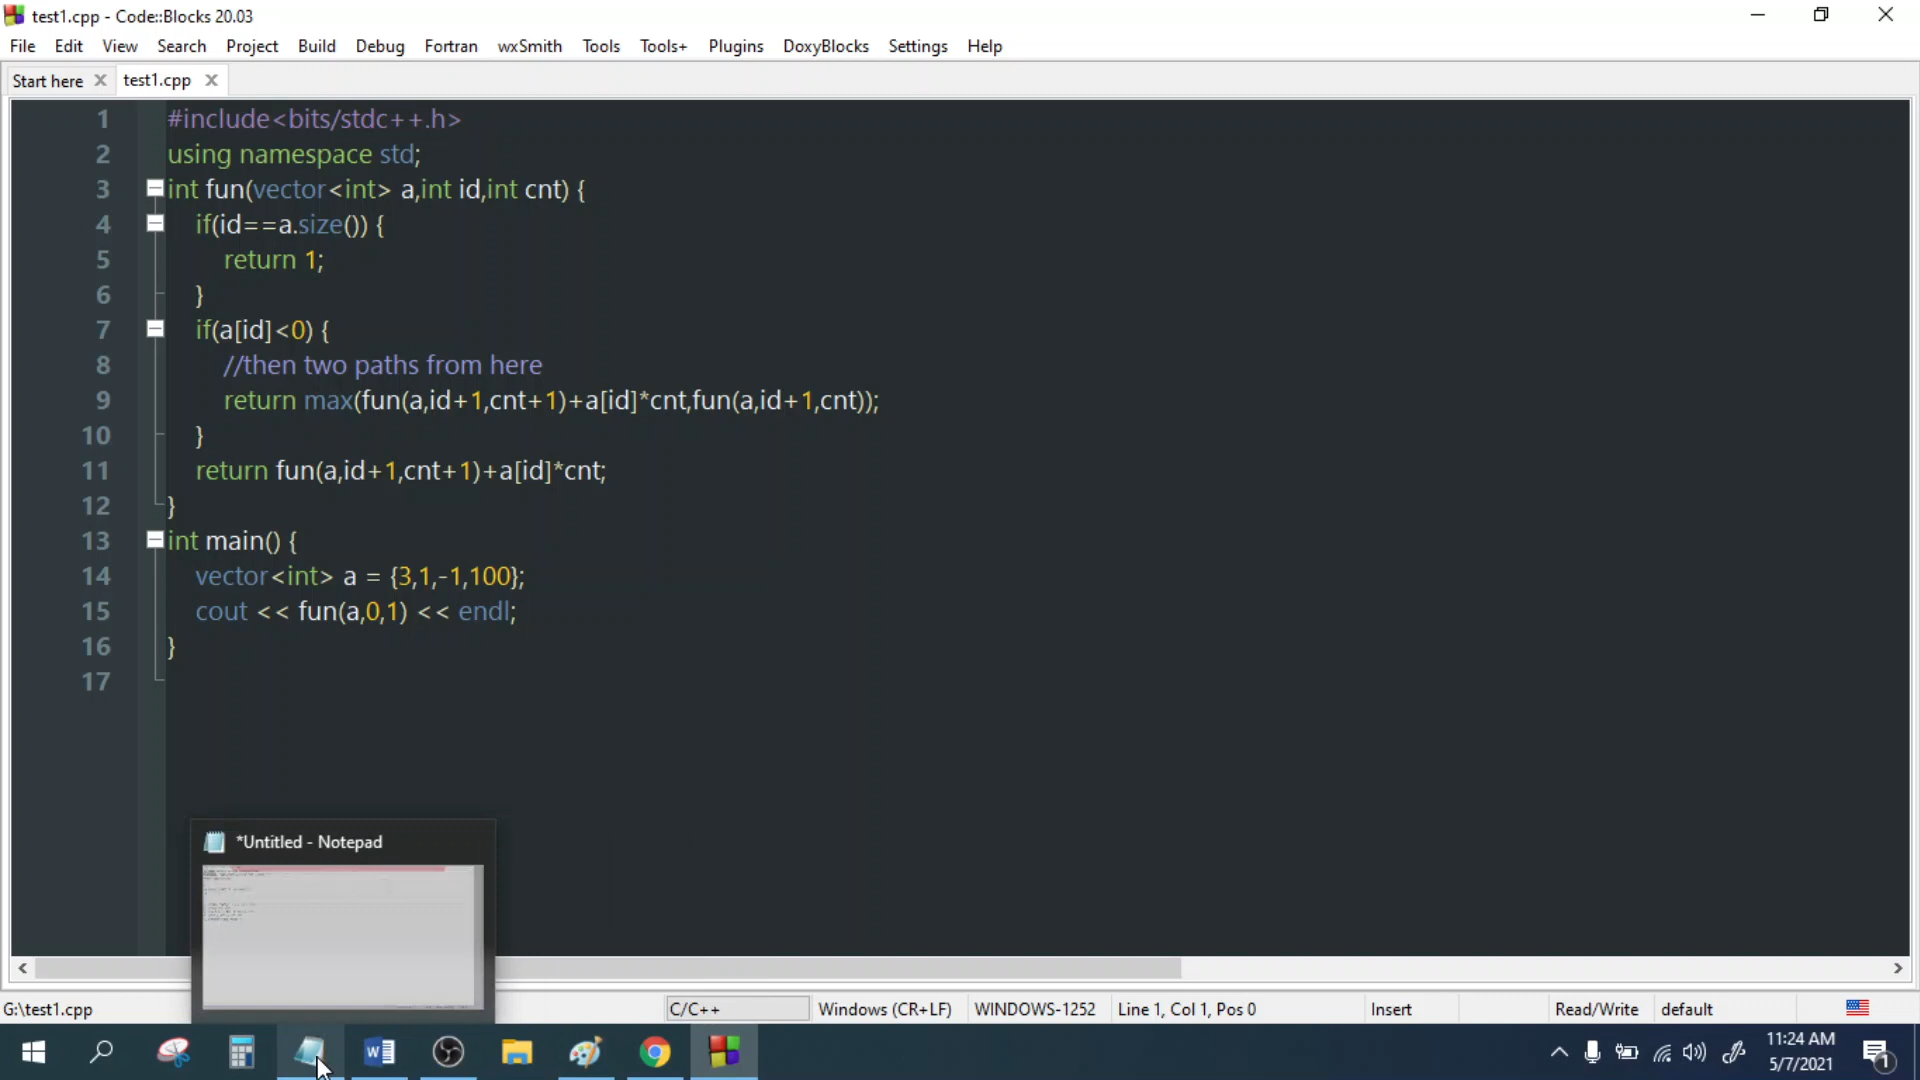 test1.cpp - Code::Blocks 20.03
File Edit View Search Project Build Debug Fortran wxSmith Tools Tools+ Plugins DoxyBlocks Settings Help
Start here test1.cpp
1 #include<bits/stdc++.h>
2 using namespace std;
3 int fun(vector<int> a,int id,int cnt) {
4 if(id==a.size()) {
5 return 1;
6 }
7 if(a[id]<0) {
8 //then two paths from here
9 return max(fun(a,id+1,cnt+1)+a[id]*cnt,fun(a,id+1,cnt));
10 }
11 return fun(a,id+1,cnt+1)+a[id]*cnt;
12 }
13 int main() {
14 vector<int> a = {3,1,-1,100};
15 cout << fun(a,0,1) << endl;
16 }
17
*Untitled - Notepad
G:\test1.cpp C/C++ Windows (CR+LF) WINDOWS-1252 Line 1, Col 1, Pos 0 Insert Read/Write default
11:24 AM
5/7/2021
1